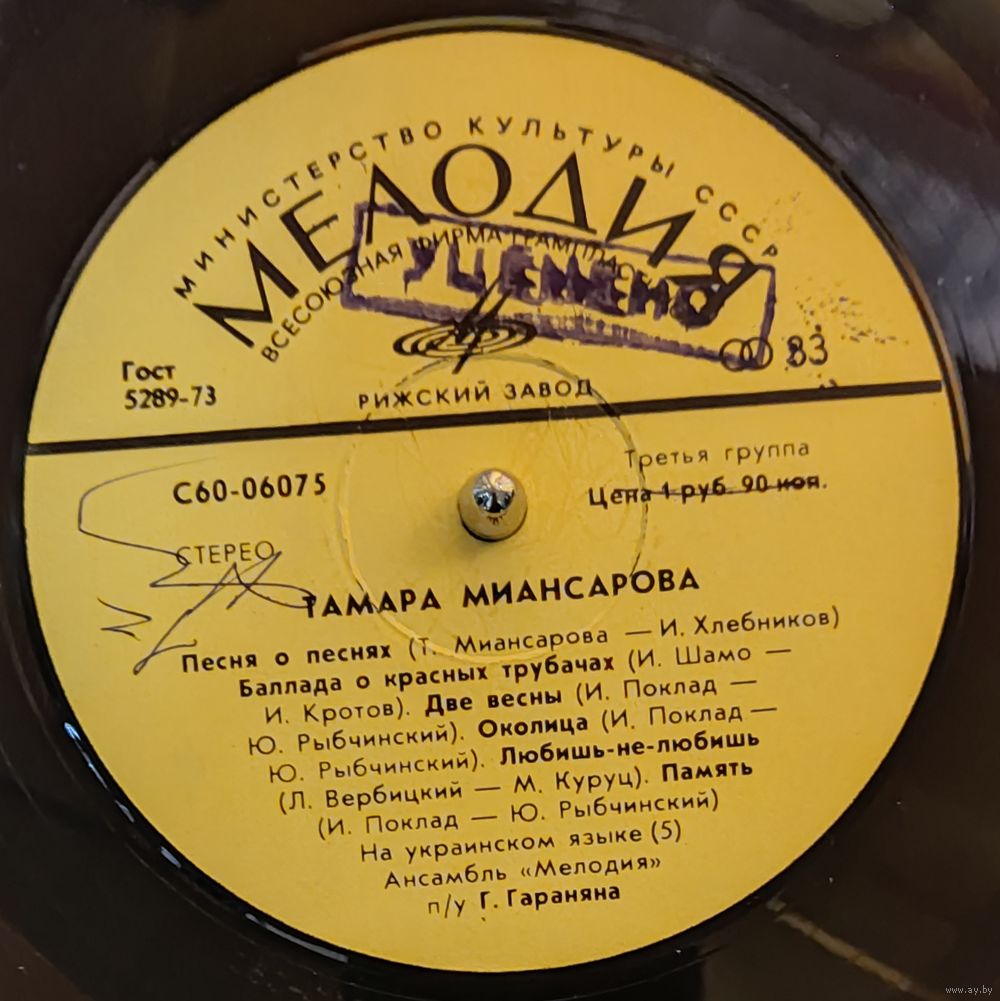 МИНИСТЕРСТВО КУЛЬТУРЫ СССР
МЕЛОДИЯ
ВСЕСОЮЗНАЯ ФИРМА ГРАМПЛАСТИНОК
УЦЕНЕНО
83
Гост
5289-73
РИЖСКИЙ ЗАВОД
Третья группа
С60-06075
Цена 1 руб. 90 коп.
СТЕРЕО
ТАМАРА МИАНСАРОВА
Песня о песнях (Т. Миансарова — И. Хлебников)
Баллада о красных трубачах (И. Шамо —
И. Кротов). Две весны (И. Поклад —
Ю. Рыбчинский). Околица (И. Поклад —
Ю. Рыбчинский). Любишь-не-любишь
(Л. Вербицкий — М. Куруц). Память
(И. Поклад — Ю. Рыбчинский)
На украинском языке (5)
Ансамбль «Мелодия»
п/у Г. Гараняна
www.ay.by